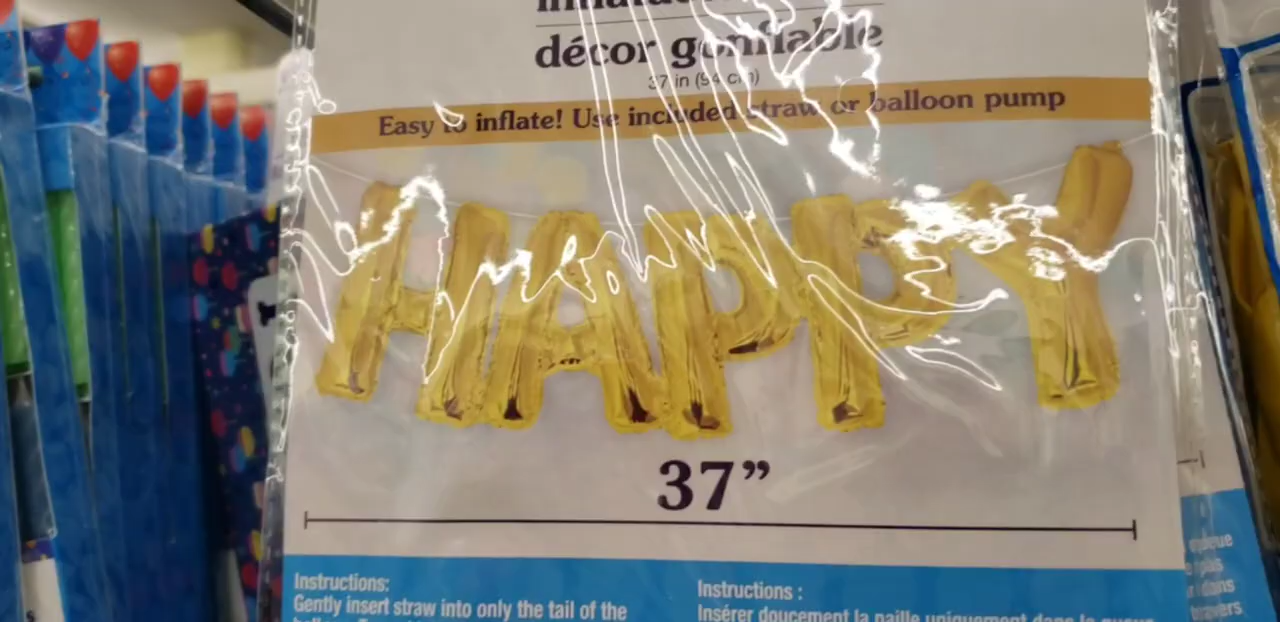 décor gonflable
37 in (94 cm)
Easy to inflate! Use included straw or balloon pump
HAPPY
37”
Instructions:
Gently insert straw into only the tail of the
Instructions :
Insérer doucement la paille uniquement dans la queue